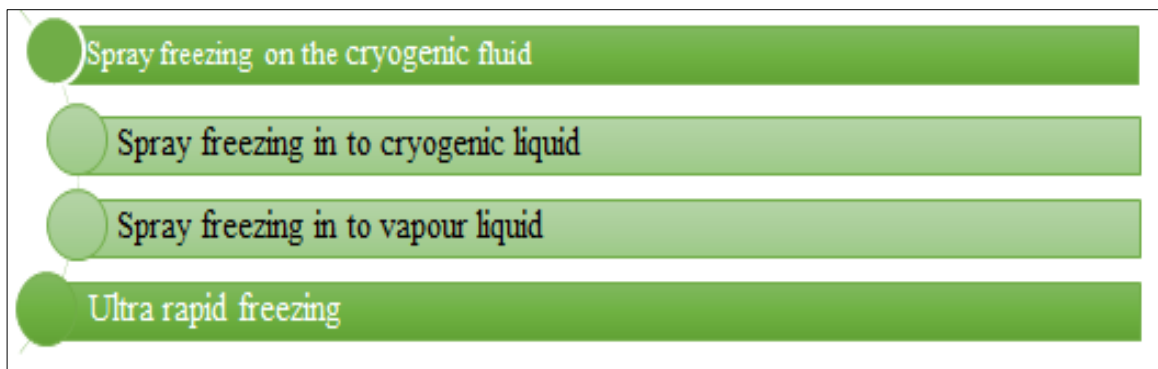 Spray freezing on the cryogenic fluid
Spray freezing in to cryogenic liquid
Spray freezing in to vapour liquid
Ultra rapid freezing